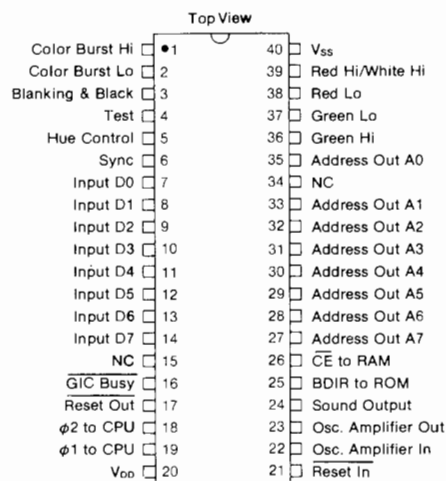 Top View
Color Burst Hi 1 40 Vss
Color Burst Lo 2 39 Red Hi/White Hi
Blanking & Black 3 38 Red Lo
Test 4 37 Green Lo
Hue Control 5 36 Green Hi
Sync 6 35 Address Out A0
Input D0 7 34 NC
Input D1 8 33 Address Out A1
Input D2 9 32 Address Out A2
Input D3 10 31 Address Out A3
Input D4 11 30 Address Out A4
Input D5 12 29 Address Out A5
Input D6 13 28 Address Out A6
Input D7 14 27 Address Out A7
NC 15 26 CE to RAM
GIC Busy 16 25 BDIR to ROM
Reset Out 17 24 Sound Output
ϕ2 to CPU 18 23 Osc. Amplifier Out
ϕ1 to CPU 19 22 Osc. Amplifier In
VDD 20 21 Reset In